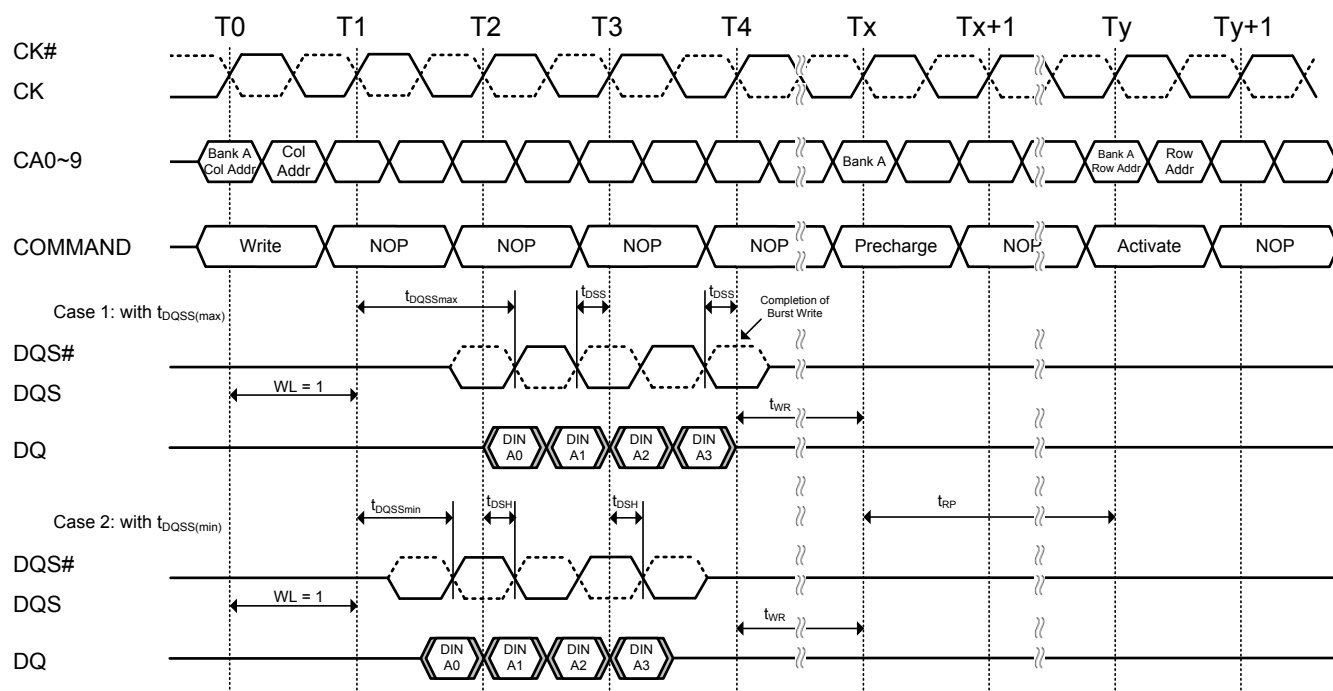 T0 T1 T2 T3 T4 Tx Tx+1 Ty Ty+1
CK#
CK
CA0~9
Bank A
Col Addr
Col
Addr
Bank A
Bank A
Row Addr
Row
Addr
COMMAND
Write NOP NOP NOP NOP Precharge NOP Activate NOP
Case 1: with tDQSS(max)
tDQSSmax tDSS tDSS
Completion of
Burst Write
DQS#
DQS
WL = 1
tWR
DQ
DIN
A0
DIN
A1
DIN
A2
DIN
A3
Case 2: with tDQSS(min)
tDQSSmin tDSH tDSH tRP
DQS#
DQS
WL = 1
tWR
DQ
DIN
A0
DIN
A1
DIN
A2
DIN
A3